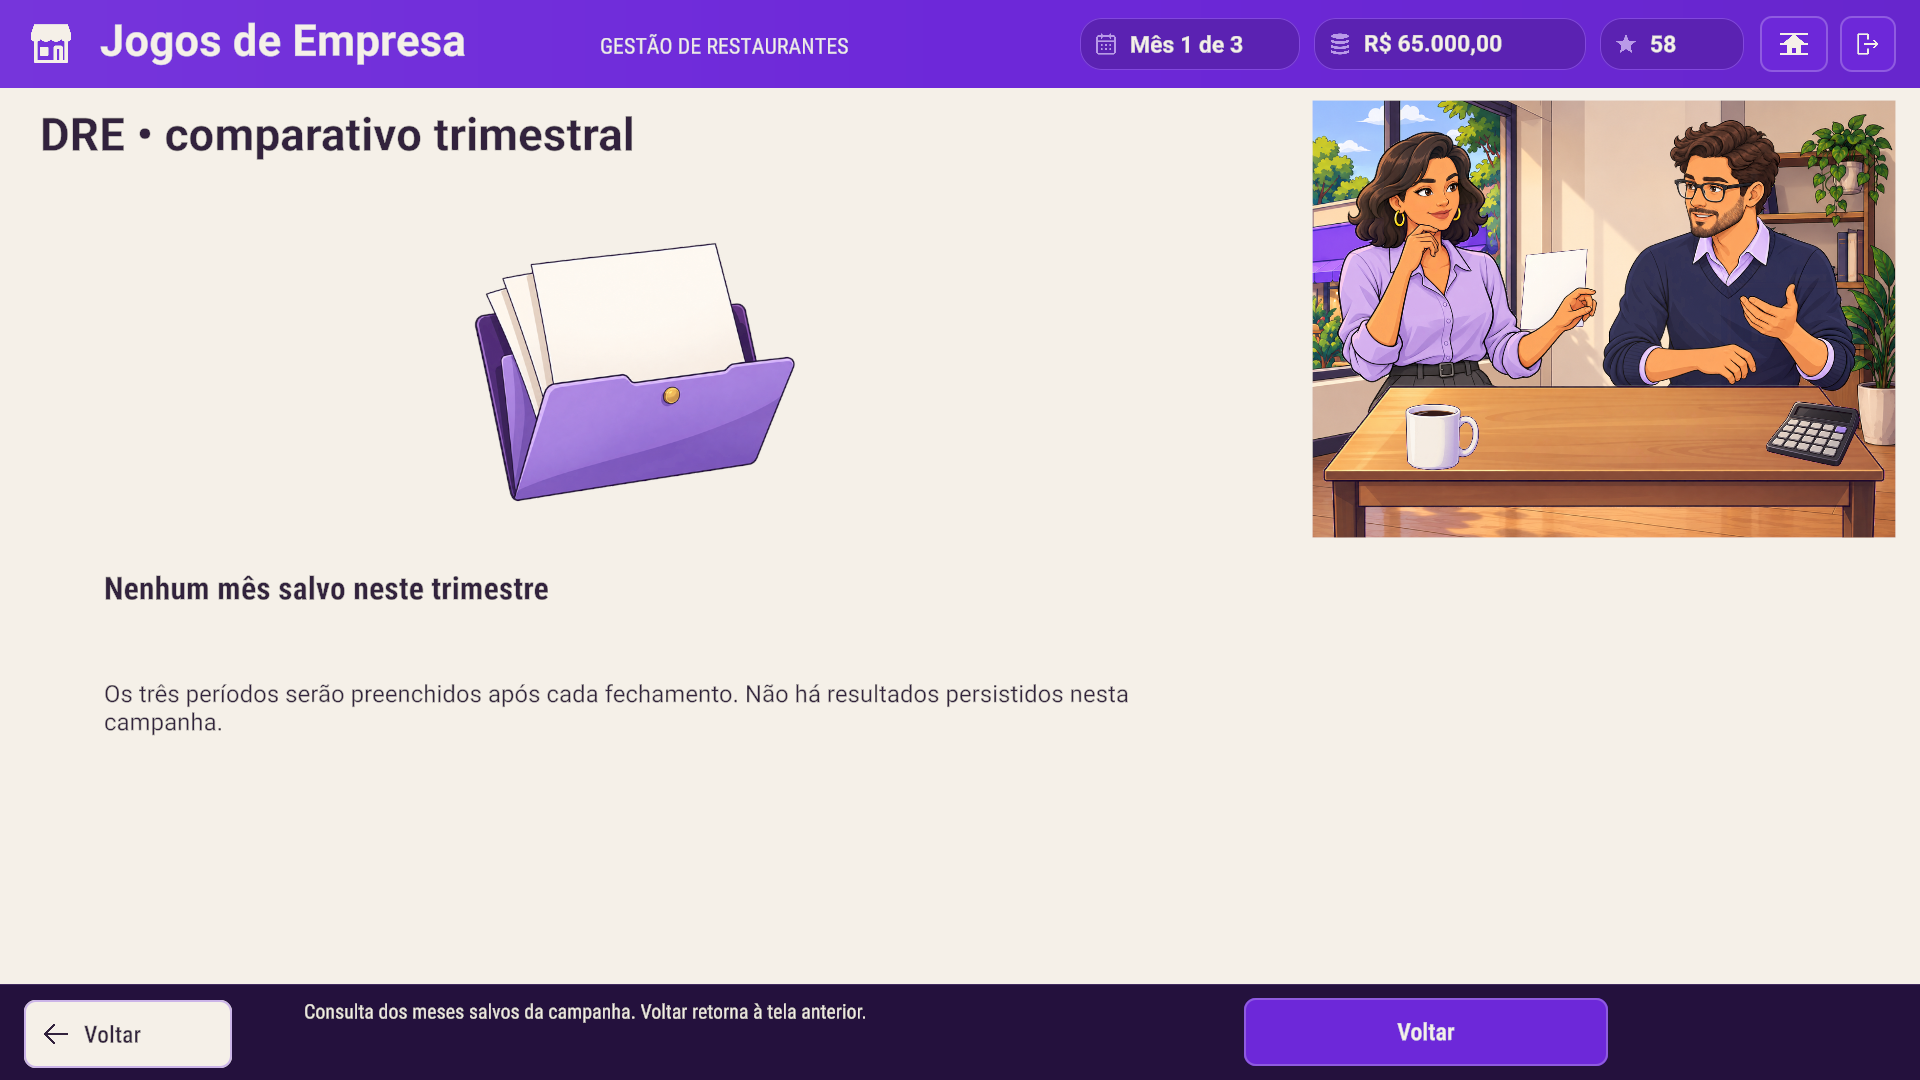 Jogos de Empresa
GESTÃO DE RESTAURANTES
Mês 1 de 3
R$ 65.000,00
58
DRE • comparativo trimestral
Nenhum mês salvo neste trimestre
Os três períodos serão preenchidos após cada fechamento. Não há resultados persistidos nesta
campanha.
Voltar
Consulta dos meses salvos da campanha. Voltar retorna à tela anterior.
Voltar